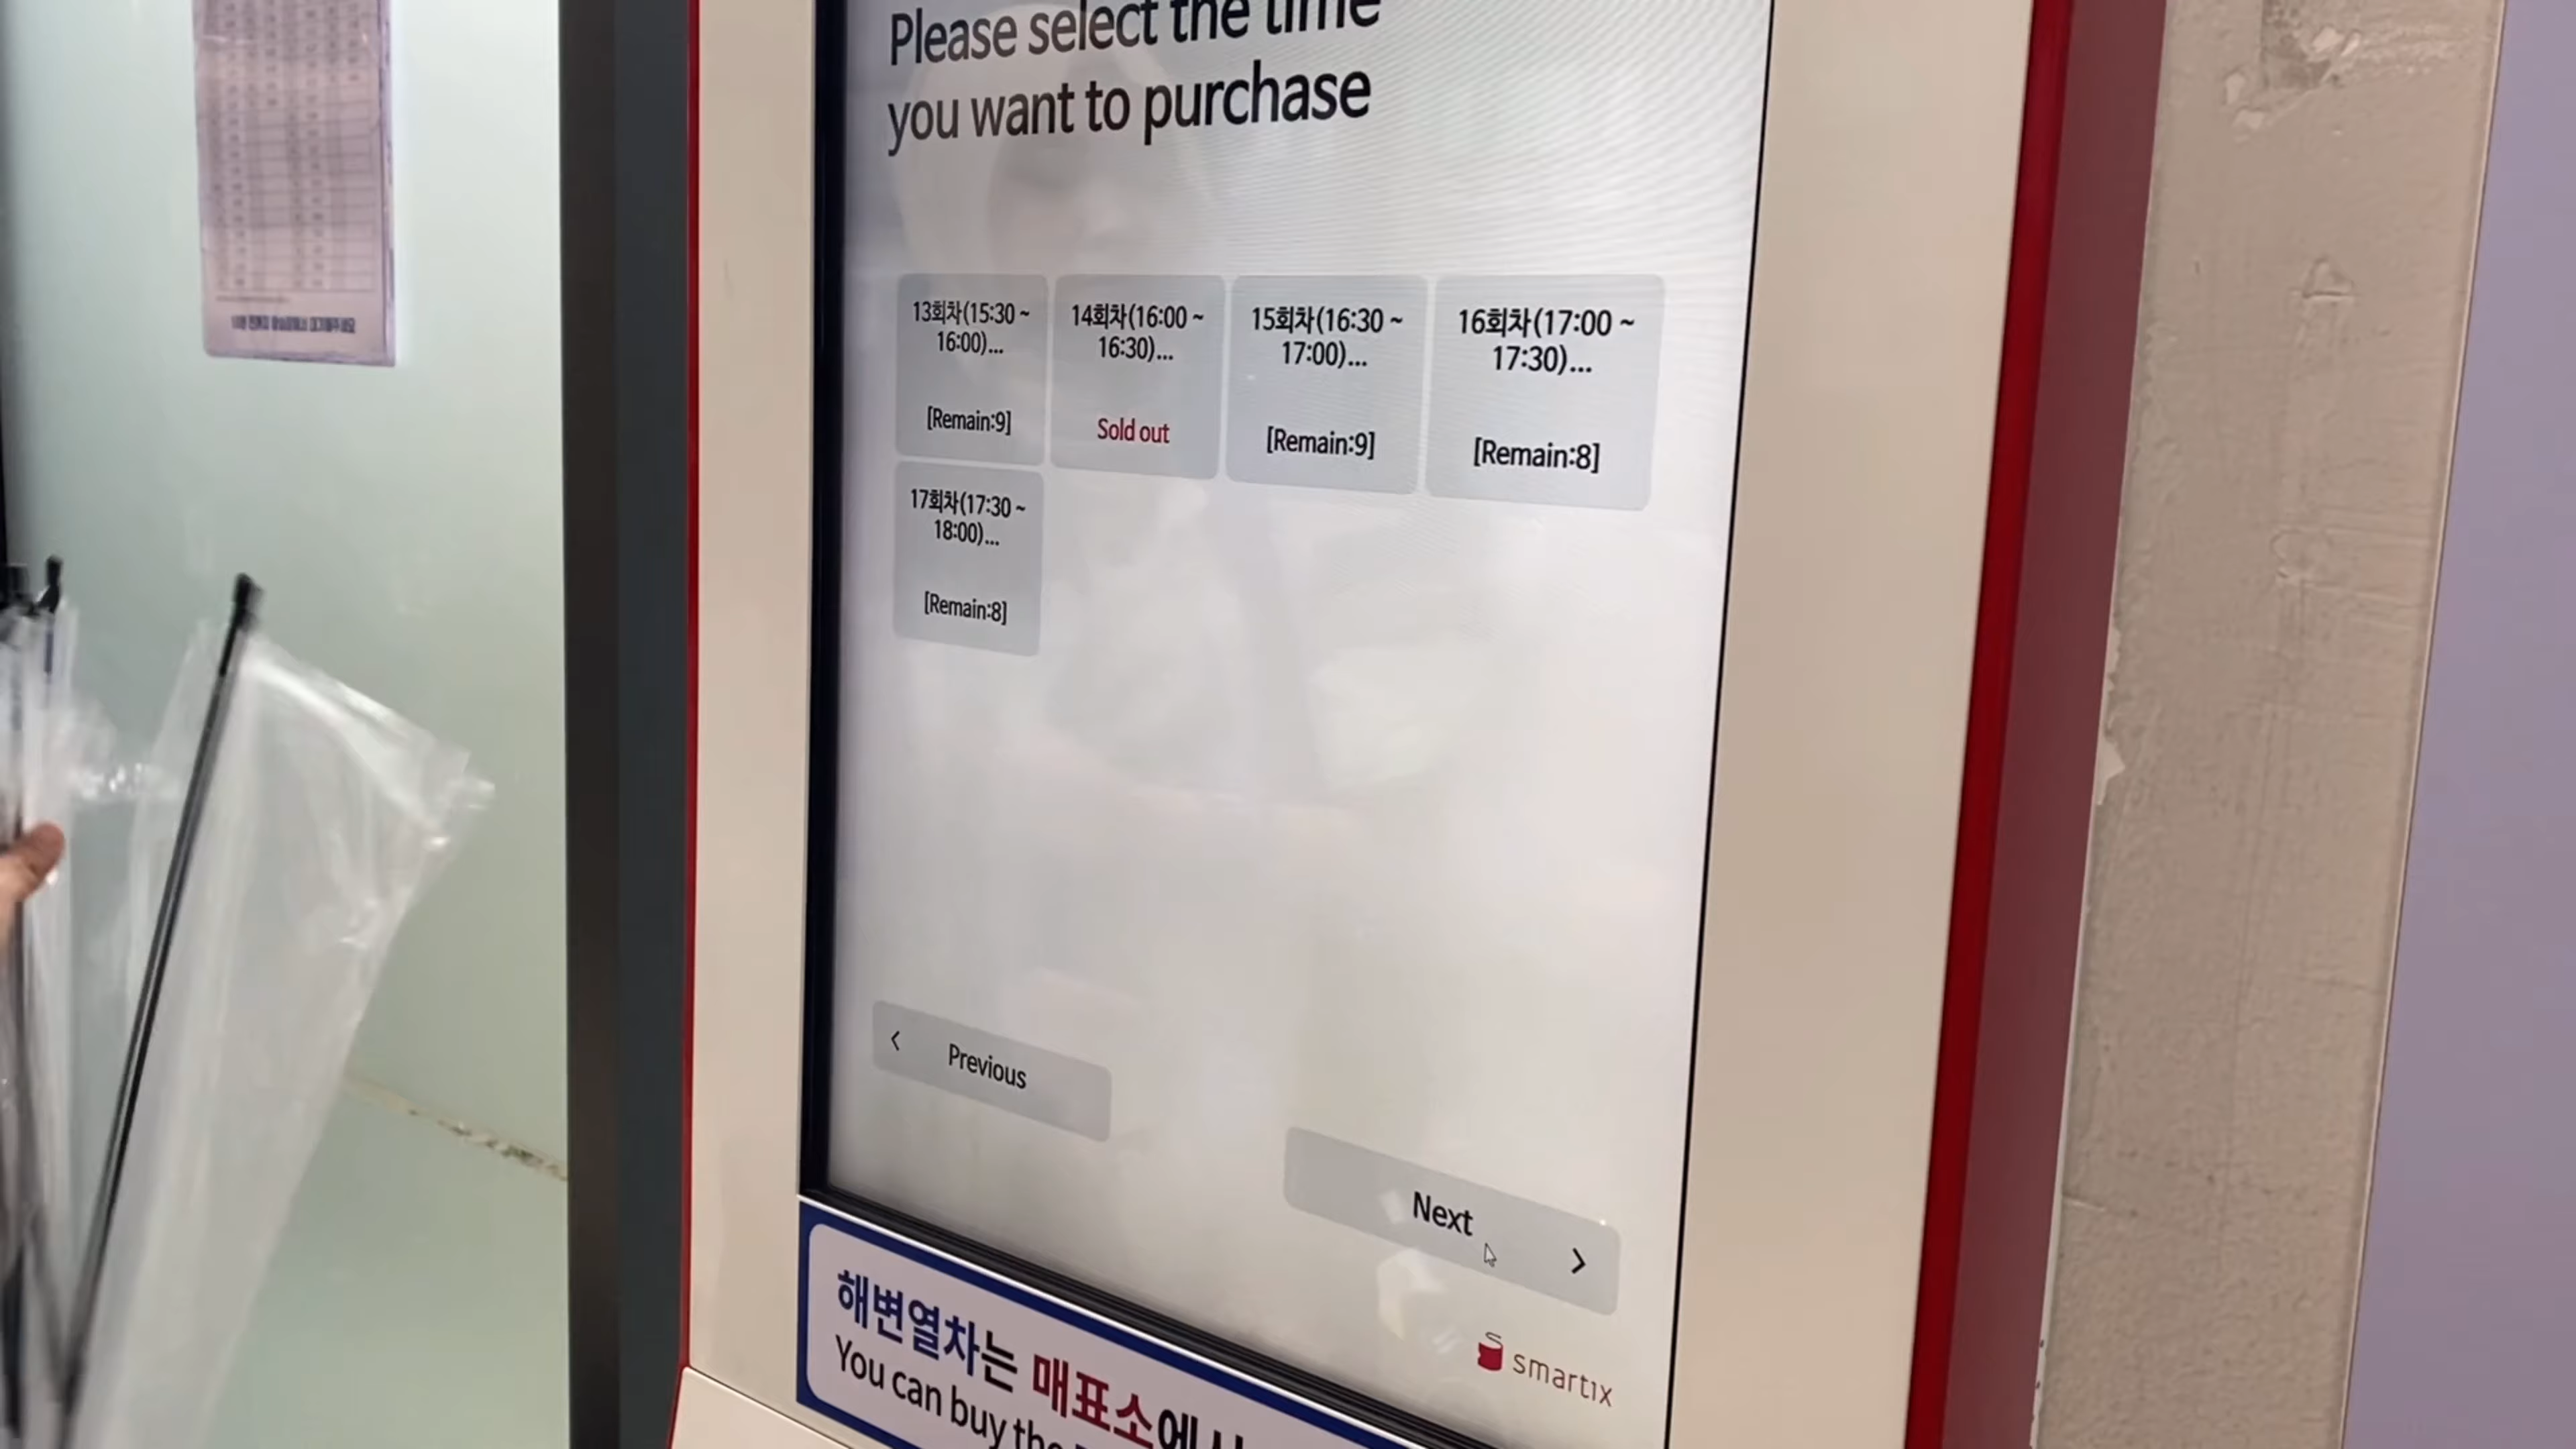 Please select the time
you want to purchase
13회차(15:30 ~
16:00)...
[Remain:9]
14회차(16:00 ~
16:30)...
Sold out
15회차(16:30 ~
17:00)...
[Remain:9]
16회차(17:00 ~
17:30)...
[Remain:8]
17회차(17:30 ~
18:00)...
[Remain:8]
< Previous
Next >
smartix
해변열차는 매표소에서
You can buy the